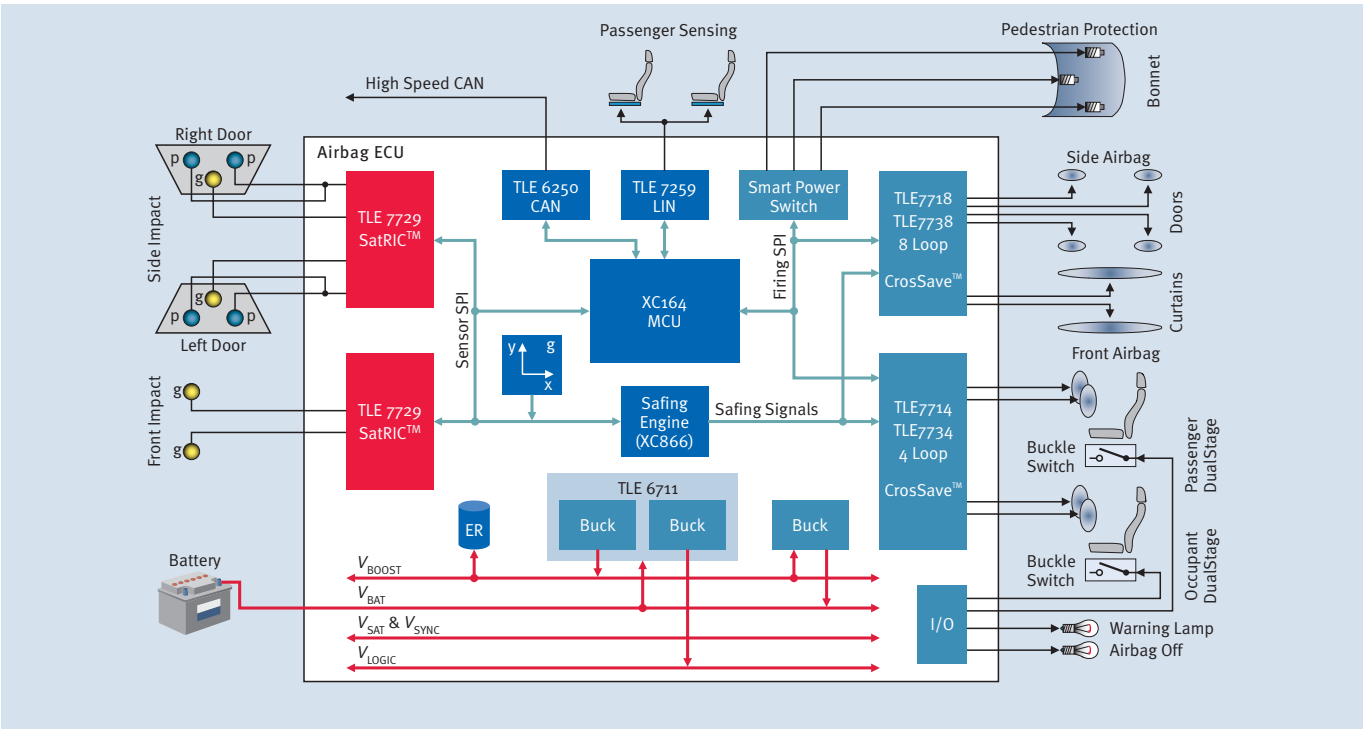 Passenger Sensing
Pedestrian Protection
Bonnet
High Speed CAN
Right Door
p
p
g
Side Impact
g
p
p
Left Door
Front Impact
g
g
Airbag ECU
TLE 7729
SatRIC™
TLE 6250
CAN
TLE 7259
LIN
Smart Power
Switch
TLE7718
TLE7738
8 Loop
CrosSave™
Side Airbag
Doors
Curtains
Sensor SPI
XC164
MCU
Firing SPI
y
g
x
TLE 7729
SatRIC™
Safing
Engine
(XC866)
Safing Signals
TLE7714
TLE7734
4 Loop
CrosSave™
Front Airbag
Buckle
Switch
Passenger
DualStage
Buckle
Switch
Occupant
DualStage
ER
TLE 6711
Buck
Buck
Buck
Battery
VBOOST
VBAT
VSAT & VSYNC
VLOGIC
I/O
Warning Lamp
Airbag Off